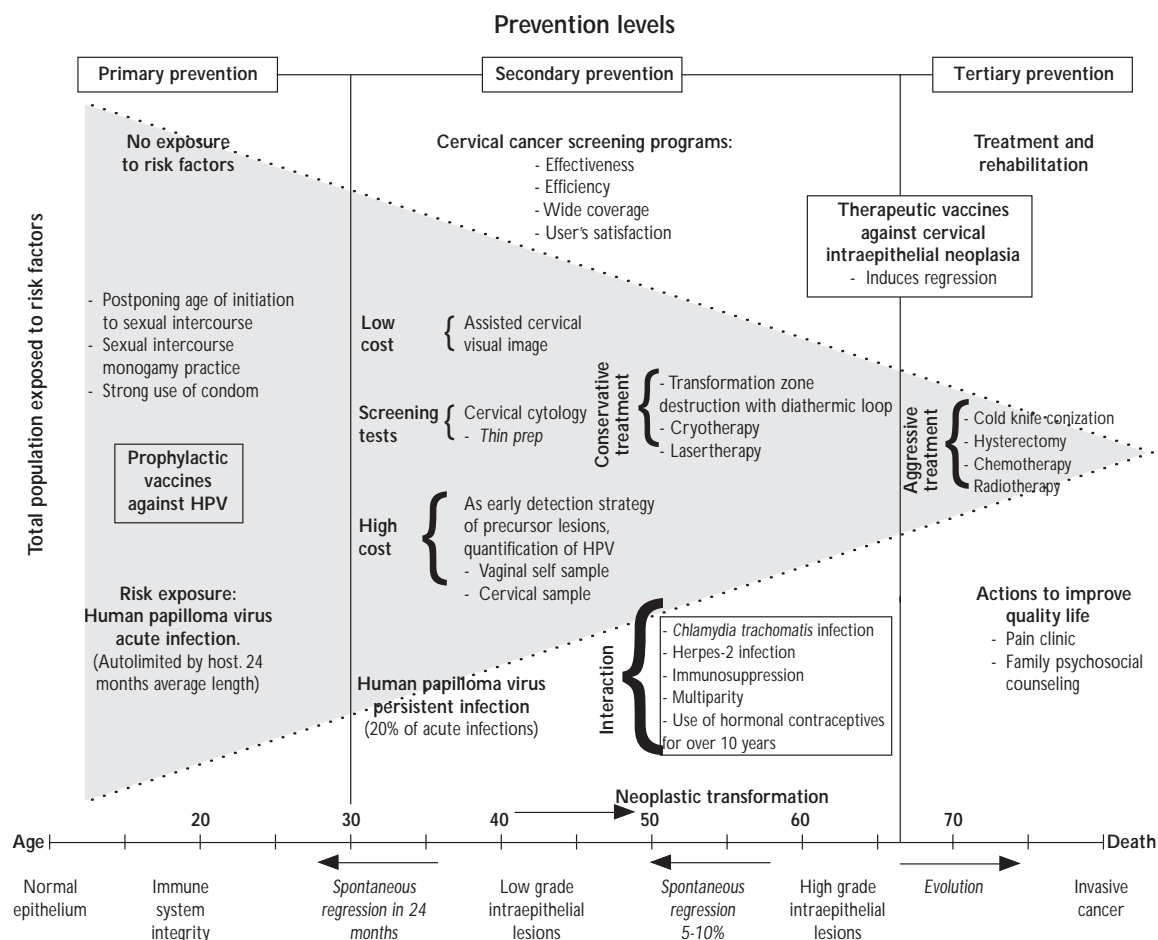 Prevention levels
Primary prevention
Secondary prevention
Tertiary prevention
Total population exposed to risk factors
No exposure
to risk factors
- Postponing age of initiation
to sexual intercourse
- Sexual intercourse
monogamy practice
- Strong use of condom
Prophylactic
vaccines
against HPV
Risk exposure:
Human papilloma virus
acute infection.
(Autolimited by host. 24
months average length)
Cervical cancer screening programs:
- Effectiveness
- Efficiency
- Wide coverage
- User's satisfaction
Low
cost
Assisted cervical
visual image
Screening
tests
Cervical cytology
- Thin prep
High
cost
As early detection strategy
of precursor lesions,
quantification of HPV
- Vaginal self sample
- Cervical sample
Conservative
treatment
- Transformation zone
destruction with diathermic loop
- Cryotherapy
- Lasertherapy
Human papilloma virus
persistent infection
(20% of acute infections)
Interaction
- Chlamydia trachomatis infection
- Herpes-2 infection
- Immunosuppression
- Multiparity
- Use of hormonal contraceptives
for over 10 years
Treatment and
rehabilitation
Therapeutic vaccines
against cervical
intraepithelial neoplasia
- Induces regression
Aggressive
treatment
- Cold knife conization
- Hysterectomy
- Chemotherapy
- Radiotherapy
Actions to improve
quality life
- Pain clinic
- Family psychosocial
counseling
Neoplastic transformation
Age
20
30
40
50
60
70
Death
Normal
epithelium
Immune
system
integrity
Spontaneous
regression in 24
months
Low grade
intraepithelial
lesions
Spontaneous
regression
5-10%
High grade
intraepithelial
lesions
Evolution
Invasive
cancer